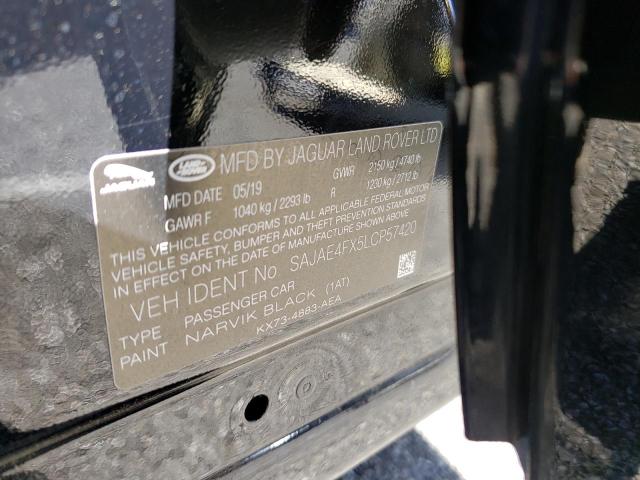 JAGUAR LAND ROVER MFD BY JAGUAR LAND ROVER LTD
MFD DATE 05/19 GVWR 2150 kg / 4740 lb
GAWR F 1040 kg / 2293 lb R 1230 kg / 2712 lb
THIS VEHICLE CONFORMS TO ALL APPLICABLE FEDERAL MOTOR
VEHICLE SAFETY, BUMPER AND THEFT PREVENTION STANDARDS
IN EFFECT ON THE DATE OF MANUFACTURE SHOWN ABOVE
VEH IDENT No. SAJAE4FX5LCP57420
TYPE PASSENGER CAR
PAINT NARVIK BLACK (1AT)
KX73-4883-AEA